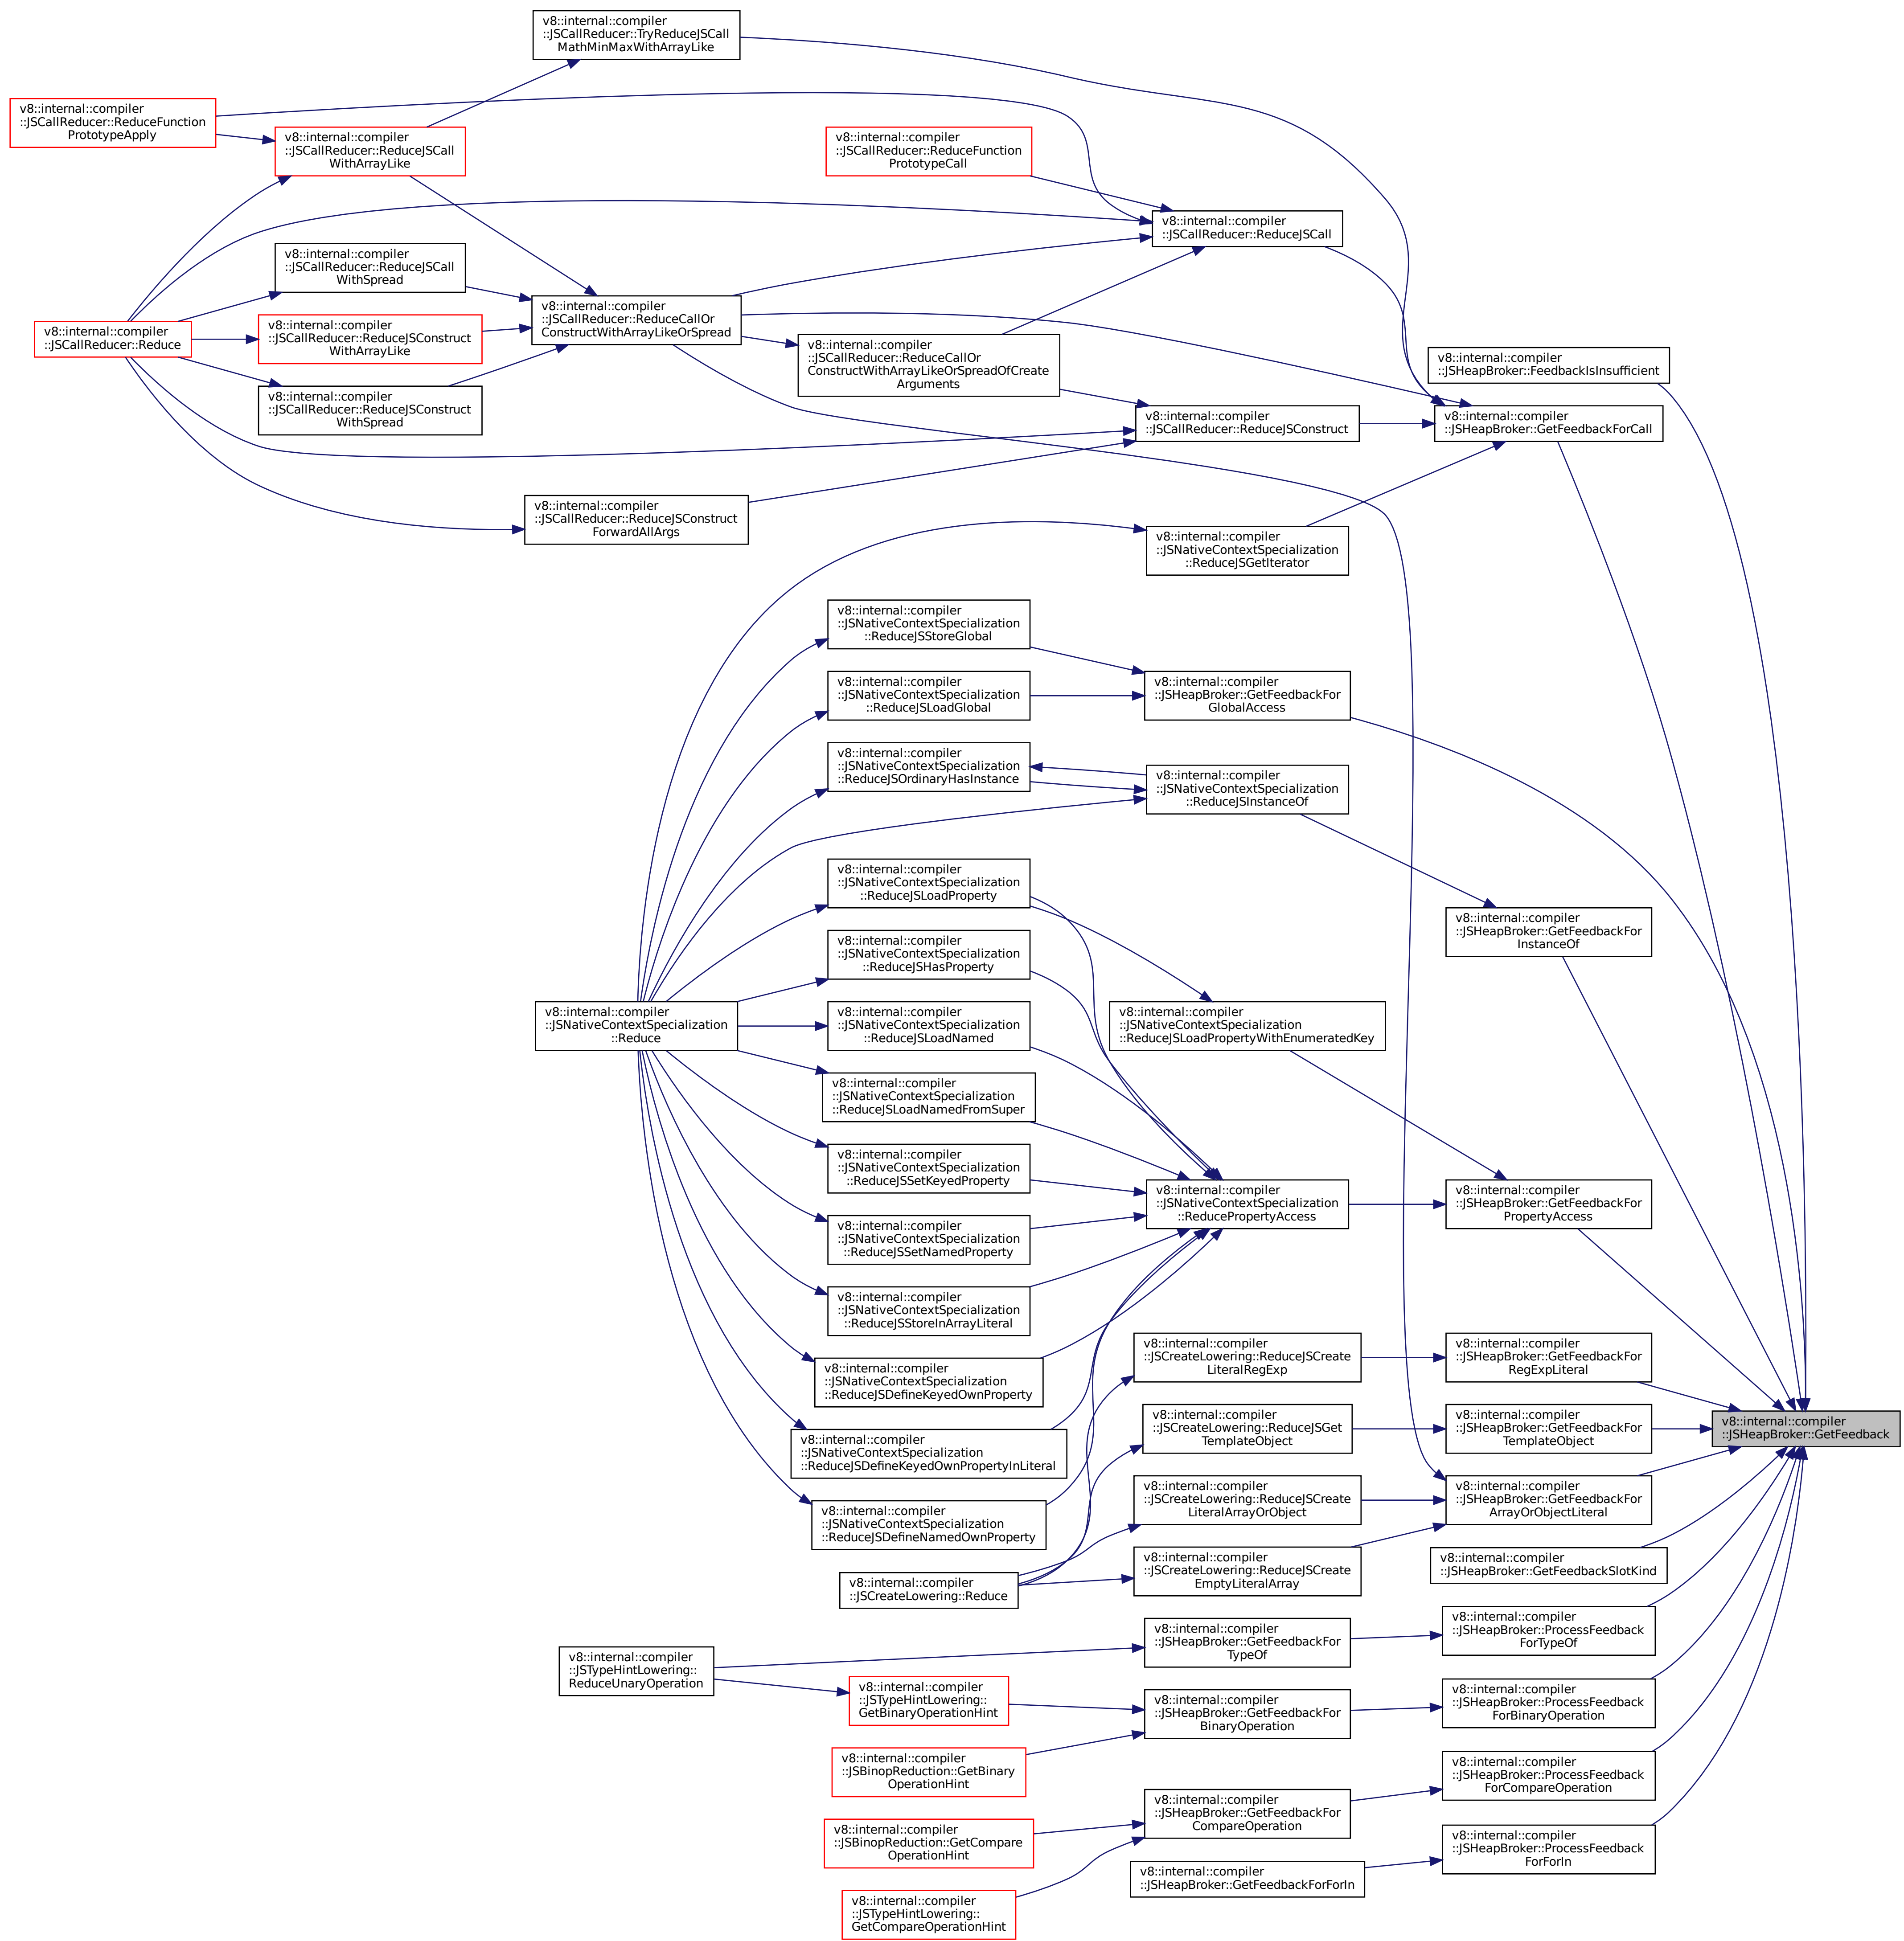 v8::internal::compiler
::JSCallReducer::TryReduceJSCall
MathMinMaxWithArrayLike
v8::internal::compiler
::JSCallReducer::ReduceFunction
PrototypeApply
v8::internal::compiler
::JSCallReducer::ReduceJSCall
WithArrayLike
v8::internal::compiler
::JSCallReducer::ReduceFunction
PrototypeCall
v8::internal::compiler
::JSCallReducer::ReduceJSCall
v8::internal::compiler
::JSCallReducer::ReduceJSCall
WithSpread
v8::internal::compiler
::JSCallReducer::ReduceCallOr
ConstructWithArrayLikeOrSpread
v8::internal::compiler
::JSCallReducer::Reduce
v8::internal::compiler
::JSCallReducer::ReduceJSConstruct
WithArrayLike
v8::internal::compiler
::JSCallReducer::ReduceCallOr
ConstructWithArrayLikeOrSpreadOfCreate
Arguments
v8::internal::compiler
::JSHeapBroker::FeedbackIsInsufficient
v8::internal::compiler
::JSCallReducer::ReduceJSConstruct
WithSpread
v8::internal::compiler
::JSCallReducer::ReduceJSConstruct
v8::internal::compiler
::JSHeapBroker::GetFeedbackForCall
v8::internal::compiler
::JSCallReducer::ReduceJSConstruct
ForwardAllArgs
v8::internal::compiler
::JSNativeContextSpecialization
::ReduceJSGetIterator
v8::internal::compiler
::JSNativeContextSpecialization
::ReduceJSStoreGlobal
v8::internal::compiler
::JSNativeContextSpecialization
::ReduceJSLoadGlobal
v8::internal::compiler
::JSHeapBroker::GetFeedbackFor
GlobalAccess
v8::internal::compiler
::JSNativeContextSpecialization
::ReduceJSOrdinaryHasInstance
v8::internal::compiler
::JSNativeContextSpecialization
::ReduceJSInstanceOf
v8::internal::compiler
::JSNativeContextSpecialization
::ReduceJSLoadProperty
v8::internal::compiler
::JSHeapBroker::GetFeedbackFor
InstanceOf
v8::internal::compiler
::JSNativeContextSpecialization
::ReduceJSHasProperty
v8::internal::compiler
::JSNativeContextSpecialization
::Reduce
v8::internal::compiler
::JSNativeContextSpecialization
::ReduceJSLoadNamed
v8::internal::compiler
::JSNativeContextSpecialization
::ReduceJSLoadPropertyWithEnumeratedKey
v8::internal::compiler
::JSNativeContextSpecialization
::ReduceJSLoadNamedFromSuper
v8::internal::compiler
::JSNativeContextSpecialization
::ReduceJSSetKeyedProperty
v8::internal::compiler
::JSNativeContextSpecialization
::ReducePropertyAccess
v8::internal::compiler
::JSHeapBroker::GetFeedbackFor
PropertyAccess
v8::internal::compiler
::JSNativeContextSpecialization
::ReduceJSSetNamedProperty
v8::internal::compiler
::JSNativeContextSpecialization
::ReduceJSStoreInArrayLiteral
v8::internal::compiler
::JSNativeContextSpecialization
::ReduceJSDefineKeyedOwnProperty
v8::internal::compiler
::JSCreateLowering::ReduceJSCreate
LiteralRegExp
v8::internal::compiler
::JSHeapBroker::GetFeedbackFor
RegExpLiteral
v8::internal::compiler
::JSNativeContextSpecialization
::ReduceJSDefineKeyedOwnPropertyInLiteral
v8::internal::compiler
::JSCreateLowering::ReduceJSGet
TemplateObject
v8::internal::compiler
::JSHeapBroker::GetFeedbackFor
TemplateObject
v8::internal::compiler
::JSHeapBroker::GetFeedback
v8::internal::compiler
::JSNativeContextSpecialization
::ReduceJSDefineNamedOwnProperty
v8::internal::compiler
::JSCreateLowering::ReduceJSCreate
LiteralArrayOrObject
v8::internal::compiler
::JSHeapBroker::GetFeedbackFor
ArrayOrObjectLiteral
v8::internal::compiler
::JSCreateLowering::Reduce
v8::internal::compiler
::JSCreateLowering::ReduceJSCreate
EmptyLiteralArray
v8::internal::compiler
::JSHeapBroker::GetFeedbackSlotKind
v8::internal::compiler
::JSTypeHintLowering::
ReduceUnaryOperation
v8::internal::compiler
::JSHeapBroker::GetFeedbackFor
TypeOf
v8::internal::compiler
::JSHeapBroker::ProcessFeedback
ForTypeOf
v8::internal::compiler
::JSTypeHintLowering::
GetBinaryOperationHint
v8::internal::compiler
::JSHeapBroker::GetFeedbackFor
BinaryOperation
v8::internal::compiler
::JSHeapBroker::ProcessFeedback
ForBinaryOperation
v8::internal::compiler
::JSBinopReduction::GetBinary
OperationHint
v8::internal::compiler
::JSHeapBroker::ProcessFeedback
ForCompareOperation
v8::internal::compiler
::JSBinopReduction::GetCompare
OperationHint
v8::internal::compiler
::JSHeapBroker::GetFeedbackFor
CompareOperation
v8::internal::compiler
::JSHeapBroker::ProcessFeedback
ForForIn
v8::internal::compiler
::JSTypeHintLowering::
GetCompareOperationHint
v8::internal::compiler
::JSHeapBroker::GetFeedbackForForIn